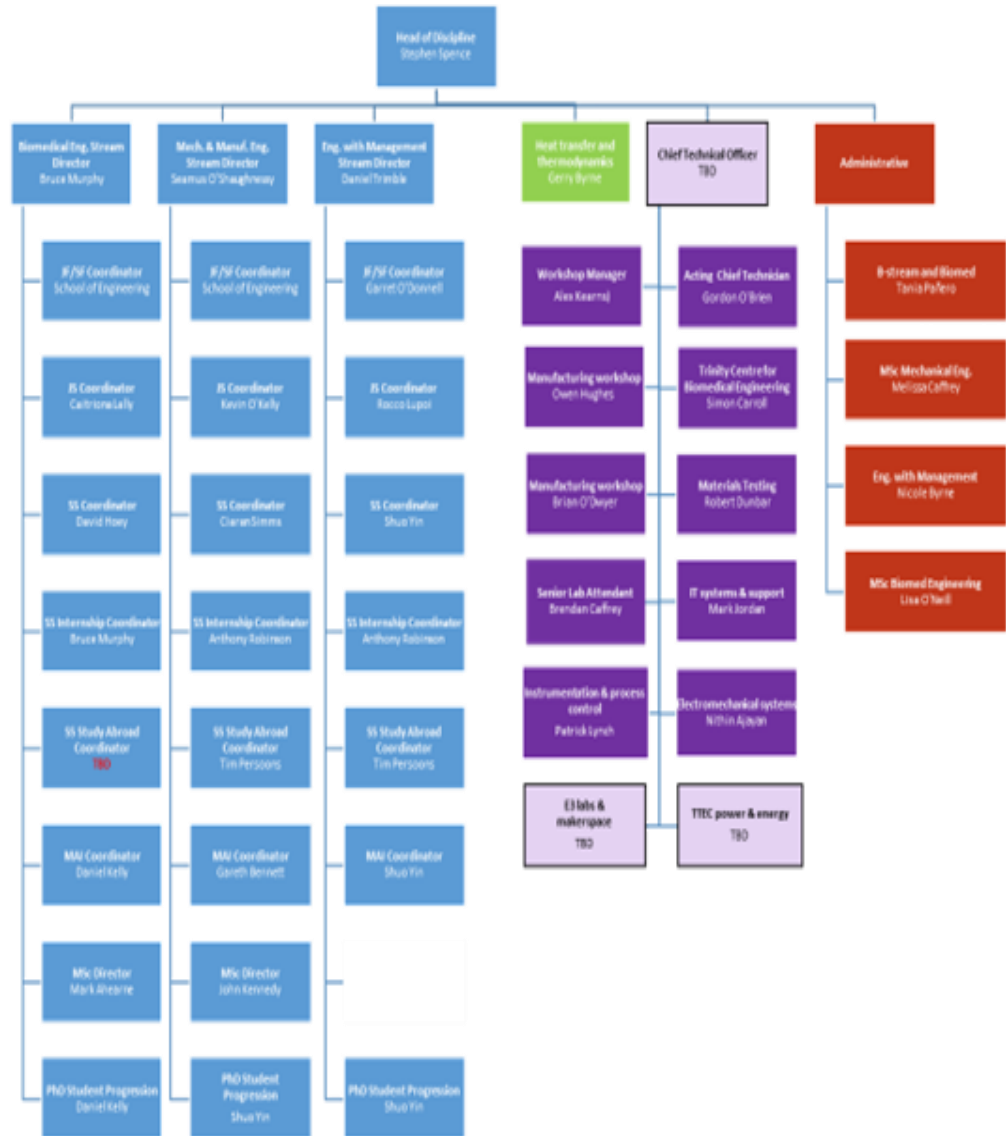 Head of Discipline
Stephen Spence
Biomedical Eng. Stream
Director
Bruce Murphy
Mech. & Manuf. Eng.
Stream Director
Seamus O'Shaughnessy
Eng. with Management
Stream Director
Daniel Trimble
Heat transfer and
thermodynamics
Gerry Byrne
Chief Technical Officer
TBD
Administrative
JF/SF Coordinator
School of Engineering
JS Coordinator
Caitriona Lally
SS Coordinator
David Hoey
SS Internship Coordinator
Bruce Murphy
SS Study Abroad
Coordinator
TBD
MAI Coordinator
Daniel Kelly
MSc Director
Mark Ahearne
PhD Student Progression
Daniel Kelly
JF/SF Coordinator
School of Engineering
JS Coordinator
Kevin O'Kelly
SS Coordinator
Ciaran Simms
SS Internship Coordinator
Anthony Robinson
SS Study Abroad
Coordinator
Tim Persoons
MAI Coordinator
Gareth Bennett
MSc Director
John Kennedy
PhD Student
Progression
Shuo Yin
JF/SF Coordinator
Garret O'Donnell
JS Coordinator
Rocco Lupoi
SS Coordinator
Shuo Yin
SS Internship Coordinator
Anthony Robinson
SS Study Abroad
Coordinator
Tim Persoons
MAI Coordinator
Shuo Yin
PhD Student Progression
Shuo Yin
Workshop Manager
Alex Kearns)
Manufacturing workshop
Owen Hughes
Manufacturing workshop
Brian O'Dwyer
Senior Lab Attendant
Brendan Caffrey
Instrumentation & process
control
Patrick Lynch
E3 labs &
makerspace
TBD
Acting Chief Technician
Gordon O'Brien
Trinity Centre for
Biomedical Engineering
Simon Carroll
Materials Testing
Robert Dunbar
IT systems & support
Mark Jordan
Electromechanical systems
Nithin Ajayan
TTEC power & energy
TBD
B-stream and Biomed
Tania Pañero
MSc Mechanical Eng.
Melissa Caffrey
Eng. with Management
Nicole Byrne
MSc Biomed Engineering
Lisa O'Neill